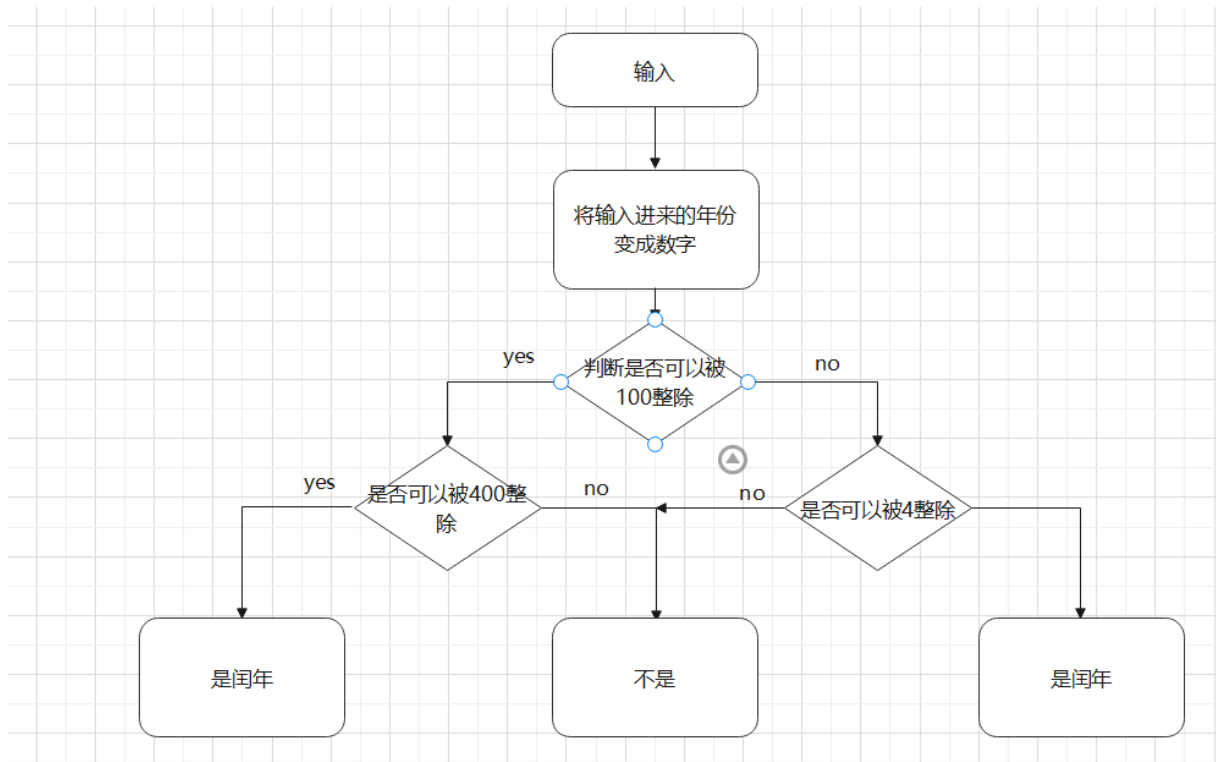 输入
将输入进来的年份
变成数字
yes
判断是否可以被
100整除
no
yes
是否可以被400整
除
no
no
是否可以被4整除
是闰年
不是
是闰年